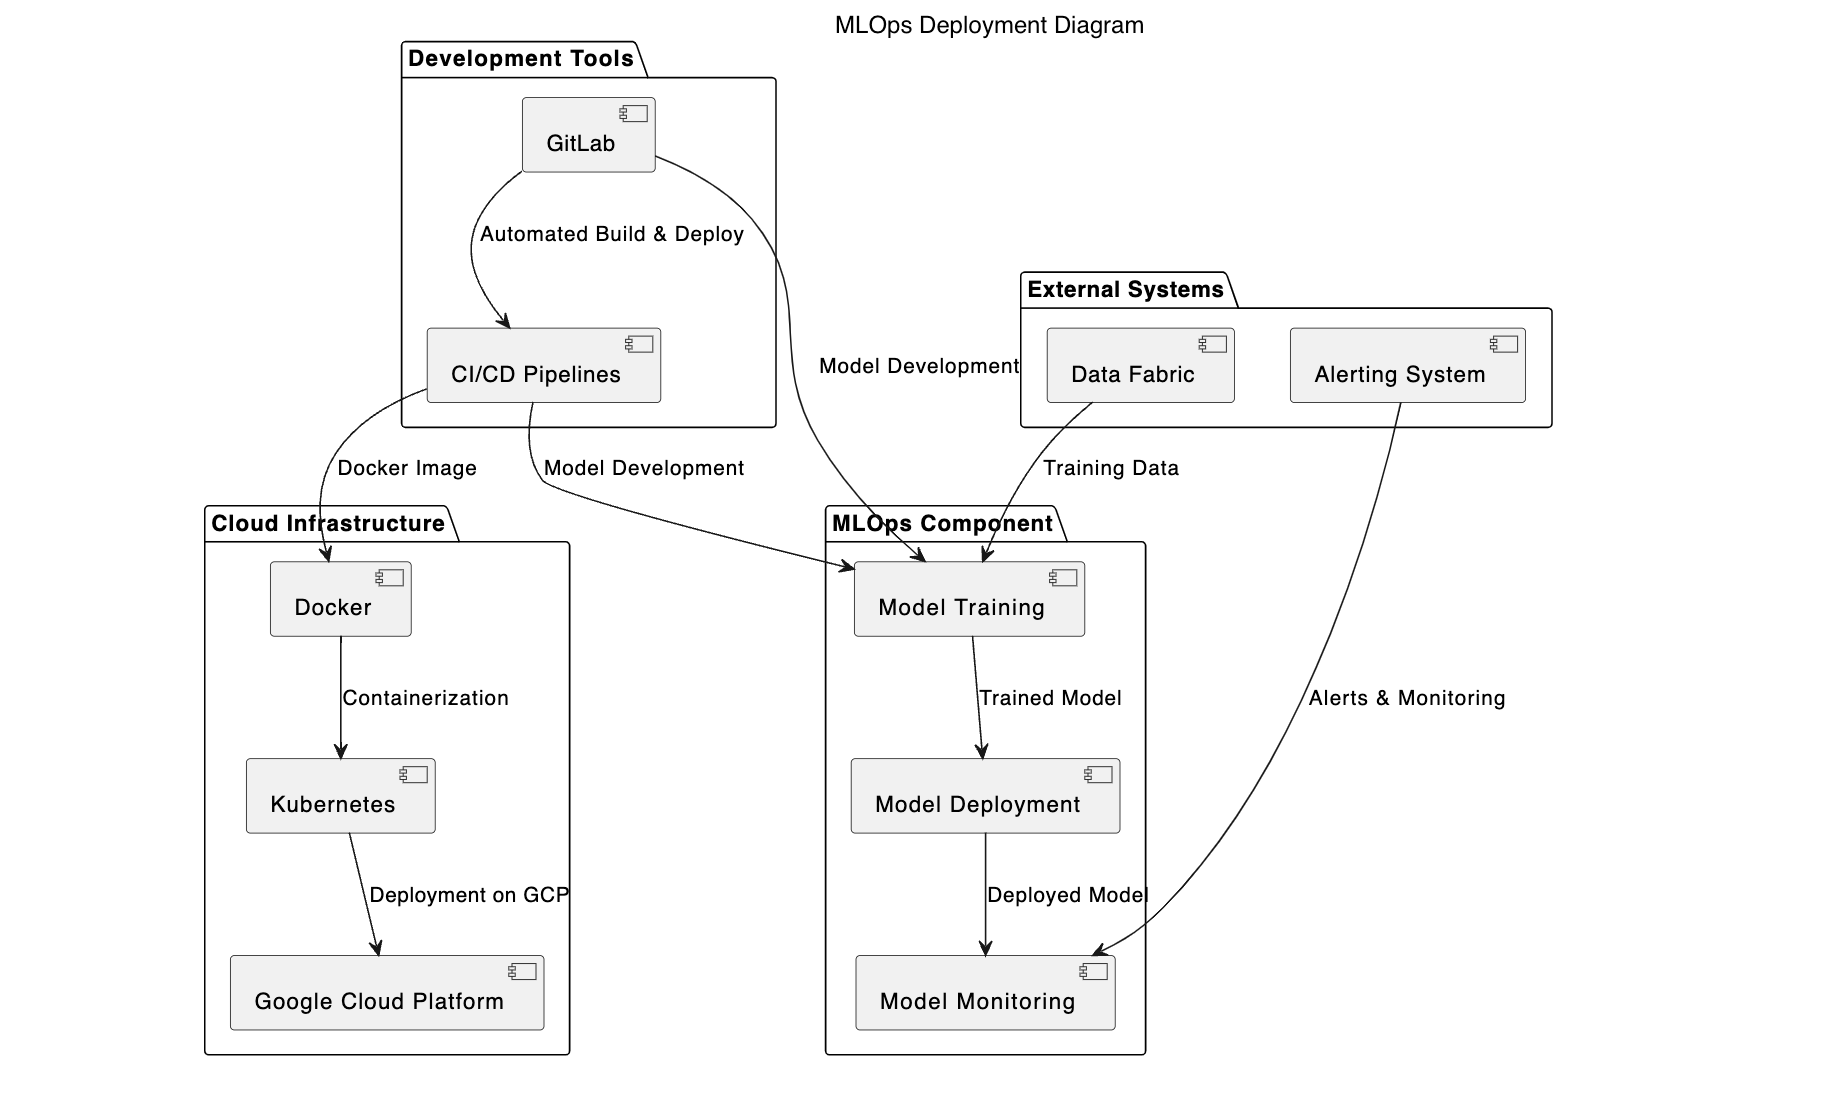 MLOps Deployment Diagram
Development Tools
GitLab
Automated Build & Deploy
External Systems
CI/CD Pipelines
Model Development
Data Fabric
Alerting System
Docker Image
Model Development
Training Data
Cloud Infrastructure
MLOps Component
Docker
Model Training
Containerization
Trained Model
Alerts & Monitoring
Kubernetes
Model Deployment
Deployment on GCP
Deployed Model
Google Cloud Platform
Model Monitoring